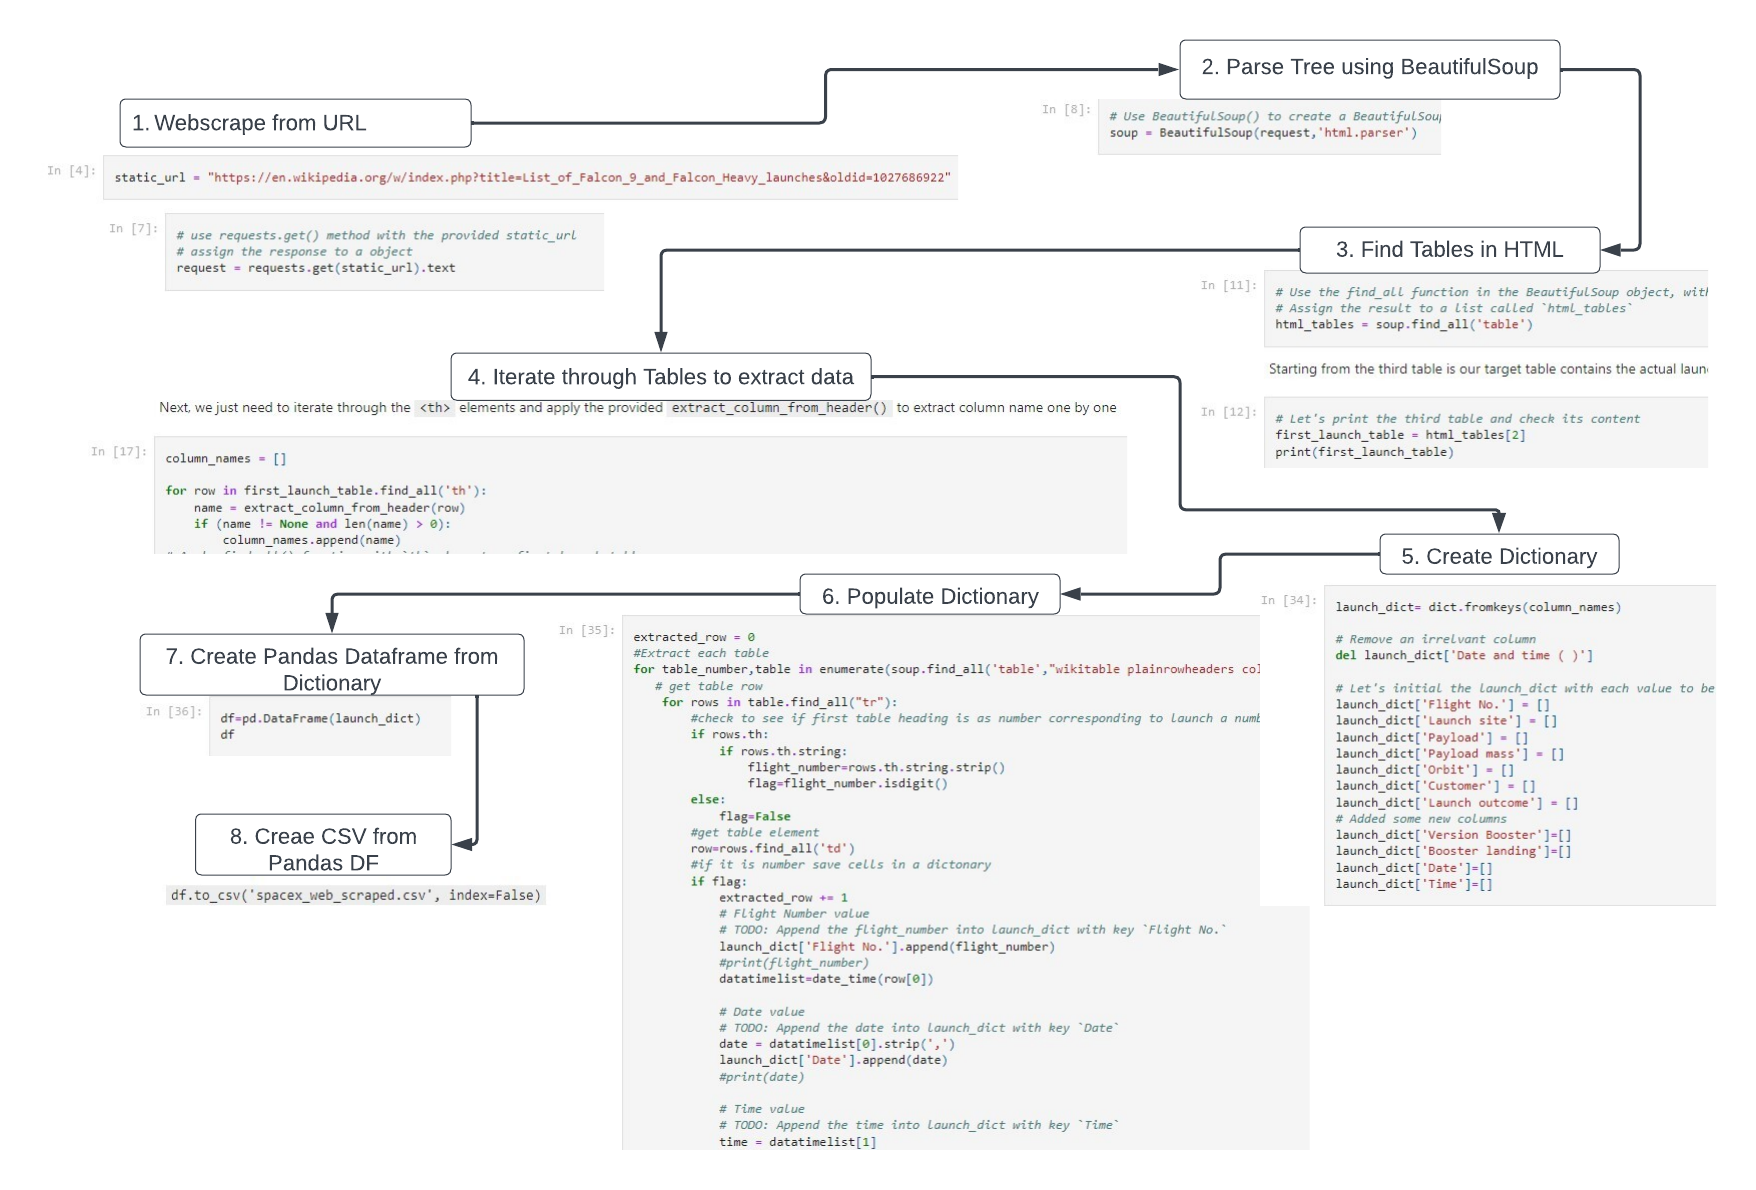 1. Webscrape from URL
In [4]:
static_url = "https://en.wikipedia.org/w/index.php?title=List_of_Falcon_9_and_Falcon_Heavy_launches&oldid=1027686922"
In [7]:
# use requests.get() method with the provided static_url
# assign the response to a object
request = requests.get(static_url).text
2. Parse Tree using BeautifulSoup
In [8]:
# Use BeautifulSoup() to create a BeautifulSoup
soup = BeautifulSoup(request,'html.parser')
3. Find Tables in HTML
In [11]:
# Use the find_all function in the BeautifulSoup object, with
# Assign the result to a list called `html_tables`
html_tables = soup.find_all('table')
Starting from the third table is our target table contains the actual laun
In [12]:
# Let's print the third table and check its content
first_launch_table = html_tables[2]
print(first_launch_table)
4. Iterate through Tables to extract data
Next, we just need to iterate through the <th> elements and apply the provided extract_column_from_header() to extract column name one by one
In [17]:
column_names = []
for row in first_launch_table.find_all('th'):
    name = extract_column_from_header(row)
    if (name != None and len(name) > 0):
        column_names.append(name)
5. Create Dictionary
In [34]:
launch_dict= dict.fromkeys(column_names)
# Remove an irrelvant column
del launch_dict['Date and time ( )']
# Let's initial the launch_dict with each value to be
launch_dict['Flight No.'] = []
launch_dict['Launch site'] = []
launch_dict['Payload'] = []
launch_dict['Payload mass'] = []
launch_dict['Orbit'] = []
launch_dict['Customer'] = []
launch_dict['Launch outcome'] = []
# Added some new columns
launch_dict['Version Booster']=[]
launch_dict['Booster landing']=[]
launch_dict['Date']=[]
launch_dict['Time']=[]
6. Populate Dictionary
In [35]:
extracted_row = 0
#Extract each table
for table_number,table in enumerate(soup.find_all('table',"wikitable plainrowheaders col
   # get table row
    for rows in table.find_all("tr"):
        #check to see if first table heading is as number corresponding to launch a numb
        if rows.th:
            if rows.th.string:
                flight_number=rows.th.string.strip()
                flag=flight_number.isdigit()
        else:
            flag=False
        #get table element
        row=rows.find_all('td')
        #if it is number save cells in a dictonary
        if flag:
            extracted_row += 1
            # Flight Number value
            # TODO: Append the flight_number into launch_dict with key `Flight No.`
            launch_dict['Flight No.'].append(flight_number)
            #print(flight_number)
            datatimelist=date_time(row[0])
            # Date value
            # TODO: Append the date into launch_dict with key `Date`
            date = datatimelist[0].strip(',')
            launch_dict['Date'].append(date)
            #print(date)
            # Time value
            # TODO: Append the time into launch_dict with key `Time`
            time = datatimelist[1]
7. Create Pandas Dataframe from
Dictionary
In [36]:
df=pd.DataFrame(launch_dict)
df
8. Creae CSV from
Pandas DF
df.to_csv('spacex_web_scraped.csv', index=False)